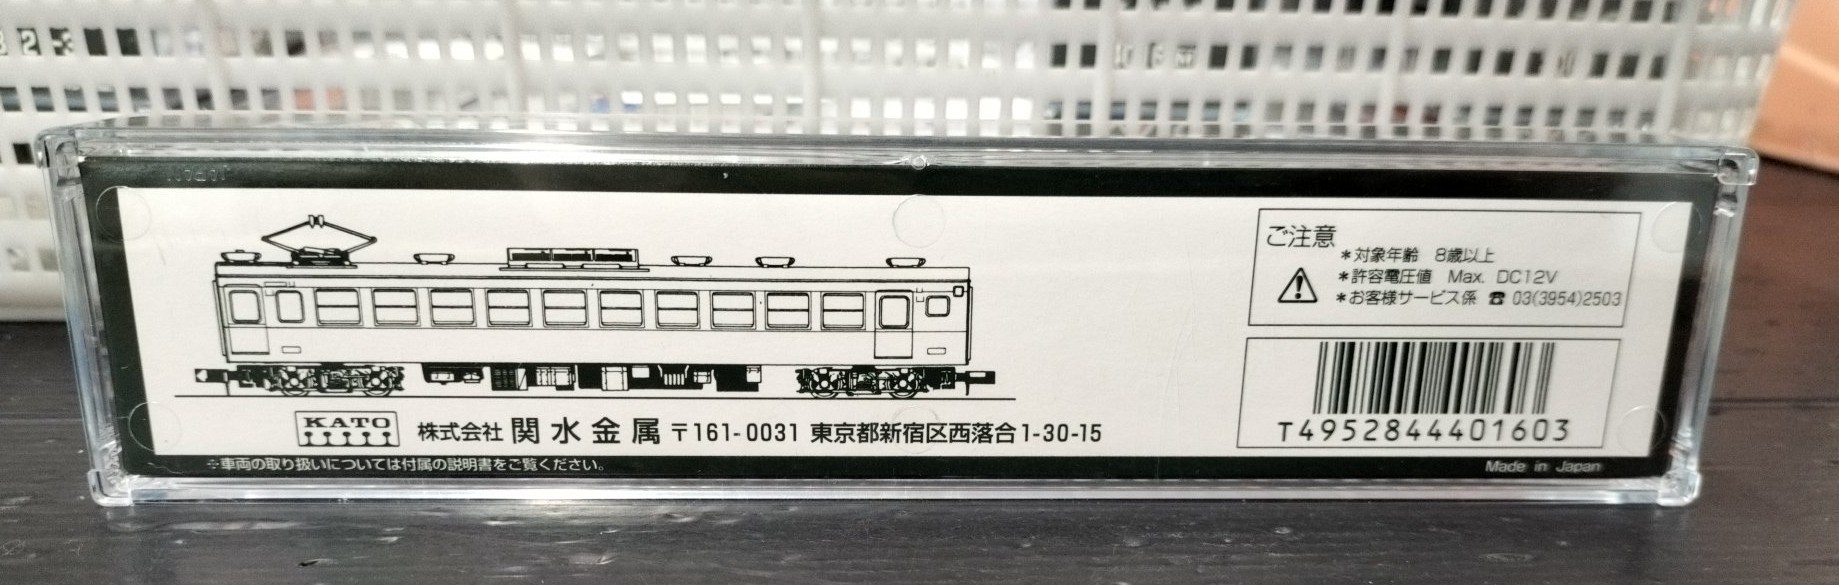 ご注意
*対象年齢 8歳以上
*許容電圧値 Max. DC12V
*お客様サービス係 ☎ 03(3954)2503
T4952844401603
KATO 株式会社 関水金属 〒161-0031 東京都新宿区西落合1-30-15
※車両の取り扱いについては付属の説明書をご覧ください。
Made in Japan